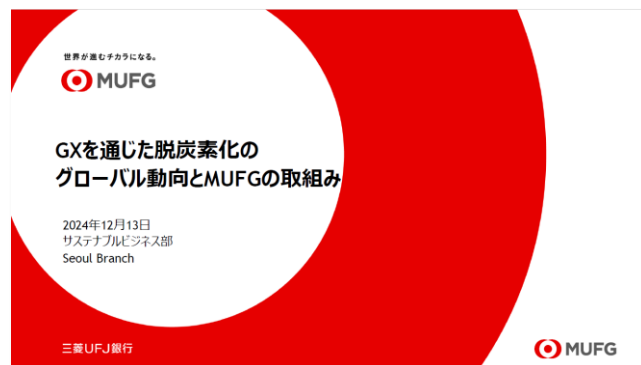 世界が進むチカラになる。
MUFG
GXを通じた脱炭素化の
グローバル動向とMUFGの取組み
2024年12月13日
サステナブルビジネス部
Seoul Branch
三菱UFJ銀行
MUFG